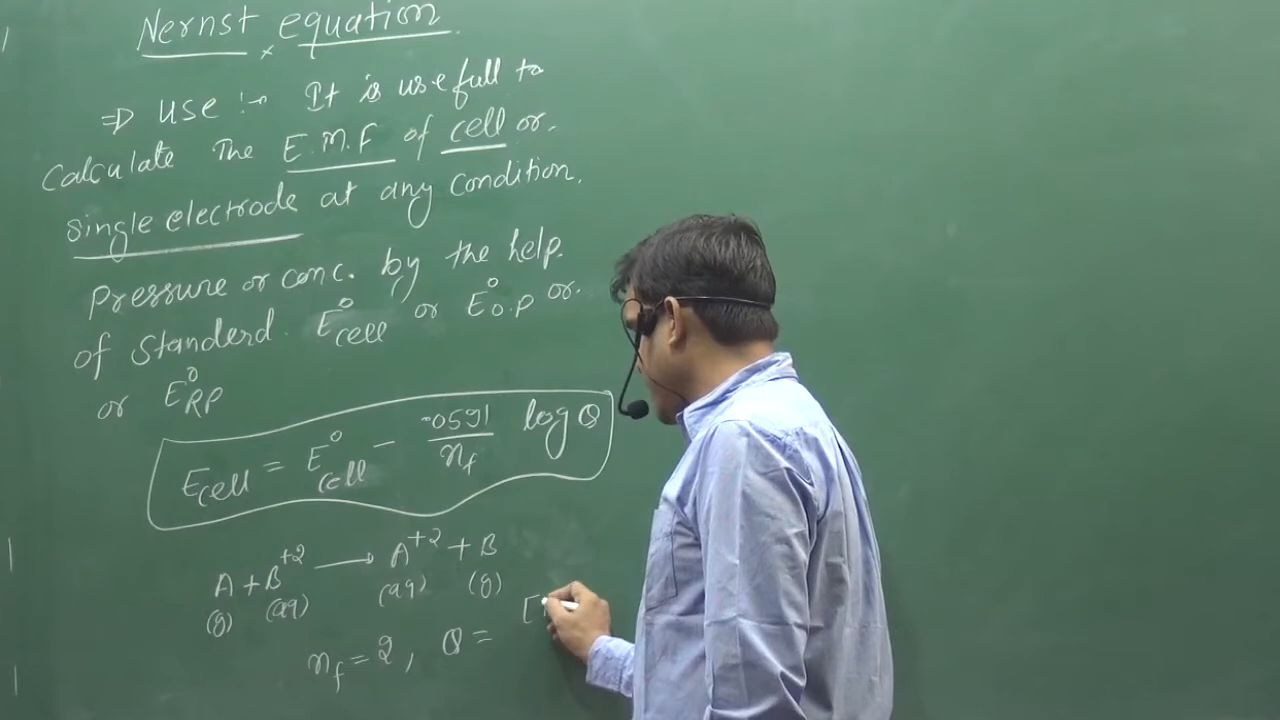 Nernst equation
⇒ Use :- It is usefull to
Calculate The E.M.F of cell or.
single electrode at any condition.
Pressure or conc. by the help.
of standerd. E°cell or E°O.P or.
or E°RP
Ecell = E°cell - .0591/nf log Q
A + B+2 → A+2 + B
(g) (aq) (aq) (g)
nf = 2, Q = [